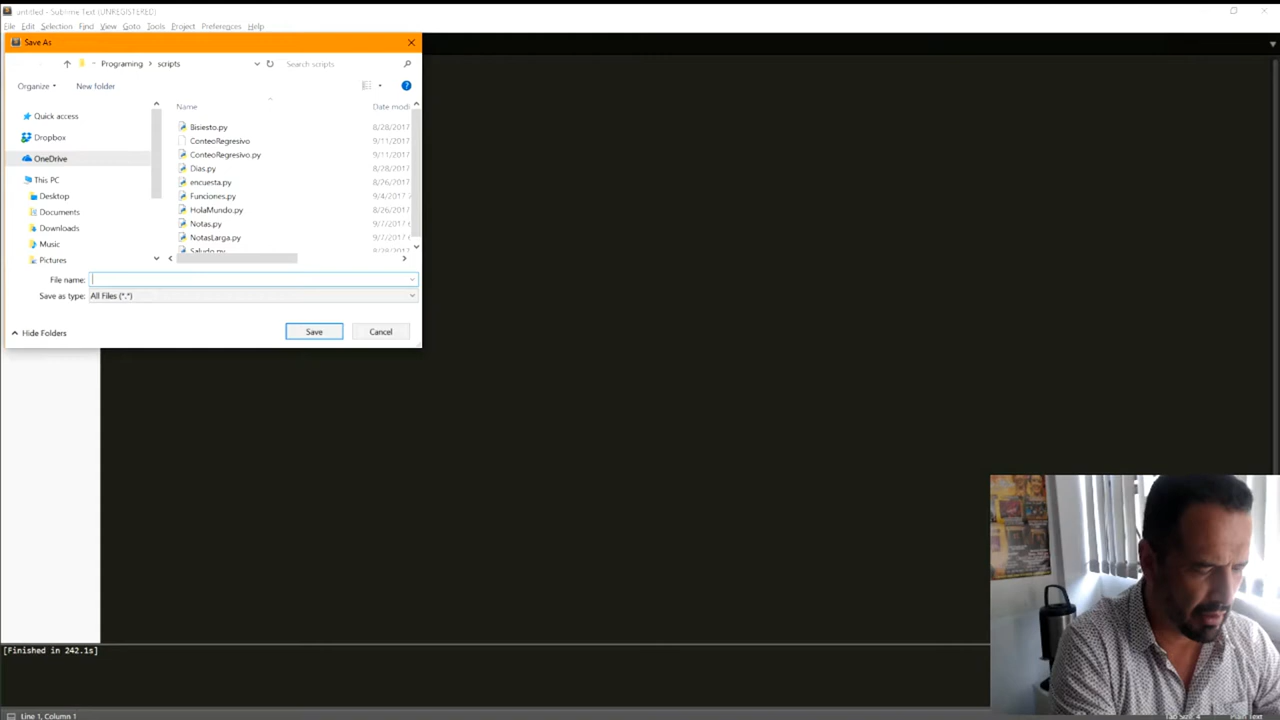 untitled - Sublime Text (UNREGISTERED)
File Edit Selection Find View Goto Tools Project Preferences Help
Save As
Programing > scripts
Search scripts
Organize
New folder
Name
Date modi
Quick access
Dropbox
OneDrive
This PC
Desktop
Documents
Downloads
Music
Pictures
Bisiesto.py
8/28/2017
ConteoRegresivo
9/11/2017
ConteoRegresivo.py
9/11/2017
Dias.py
8/28/2017
encuesta.py
8/26/2017
Funciones.py
9/4/2017
HolaMundo.py
8/26/2017
Notas.py
9/7/2017
NotasLarga.py
9/7/2017
Saludo.py
File name:
Save as type: All Files (*.*)
Hide Folders
Save
Cancel
[Finished in 242.1s]
Line 1, Column 1
Plain Text